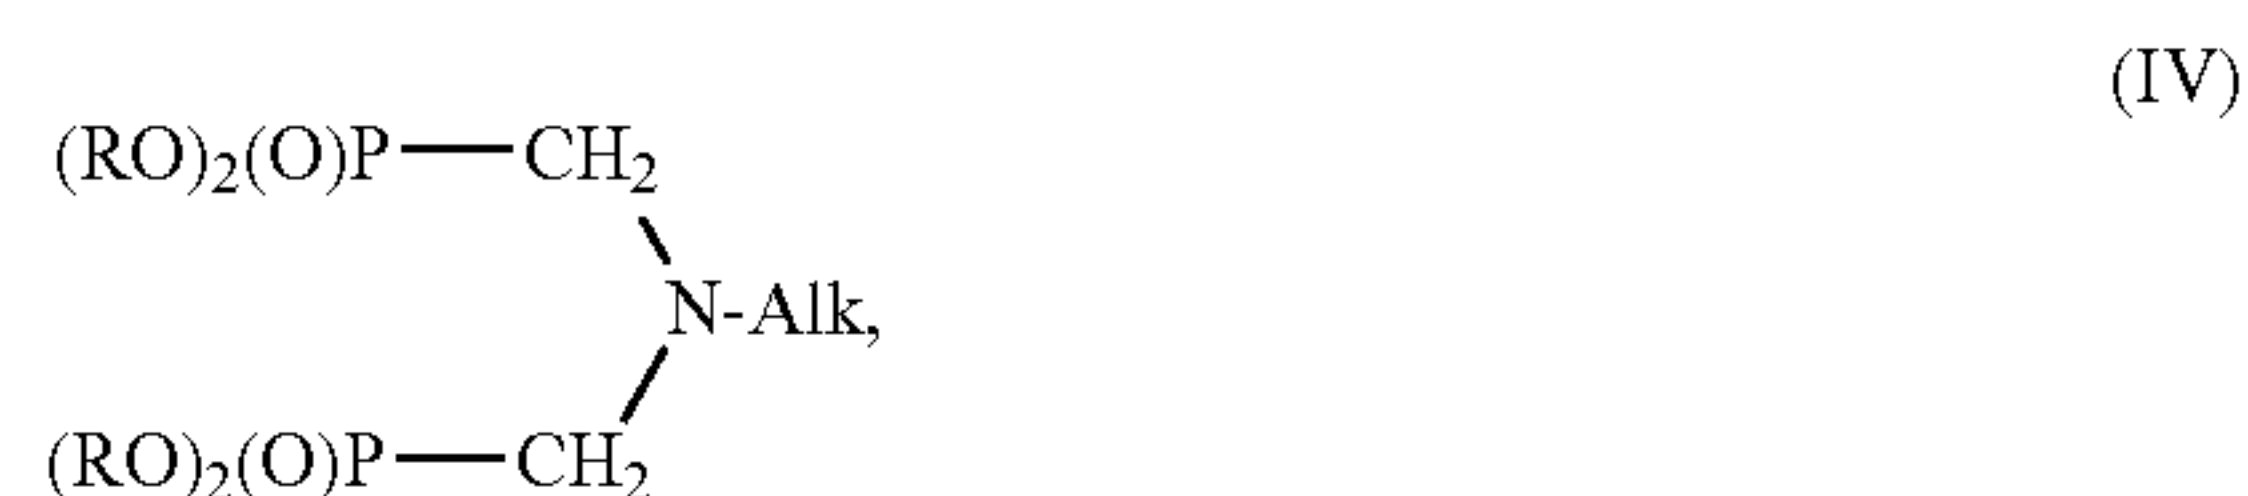 (IV)
(RO)₂(O)P—CH₂
N-Alk,
(RO)₂(O)P—CH₂